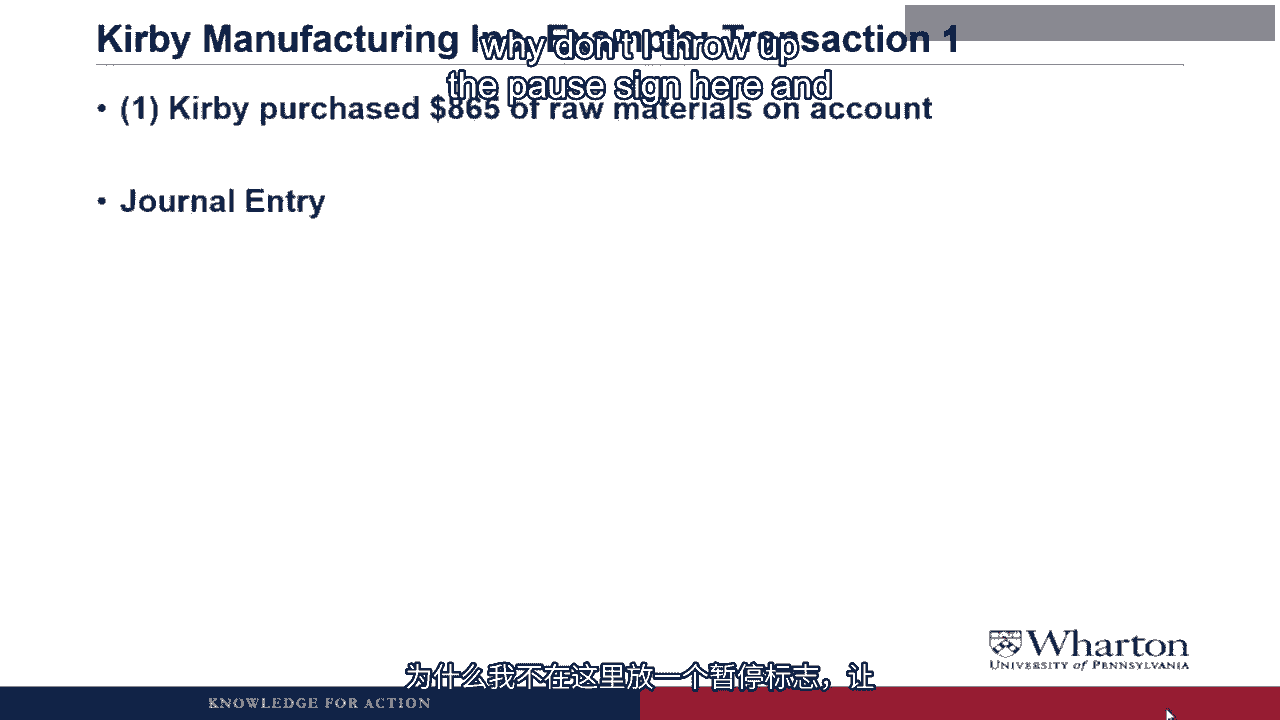 Kirby Manufacturing Inc. Example: Transaction 1
why don't I throw up
the pause sign here and
• (1) Kirby purchased $865 of raw materials on account
• Journal Entry
Wharton
UNIVERSITY of PENNSYLVANIA
为什么我不在这里放一个暂停标志，让
KNOWLEDGE FOR ACTION